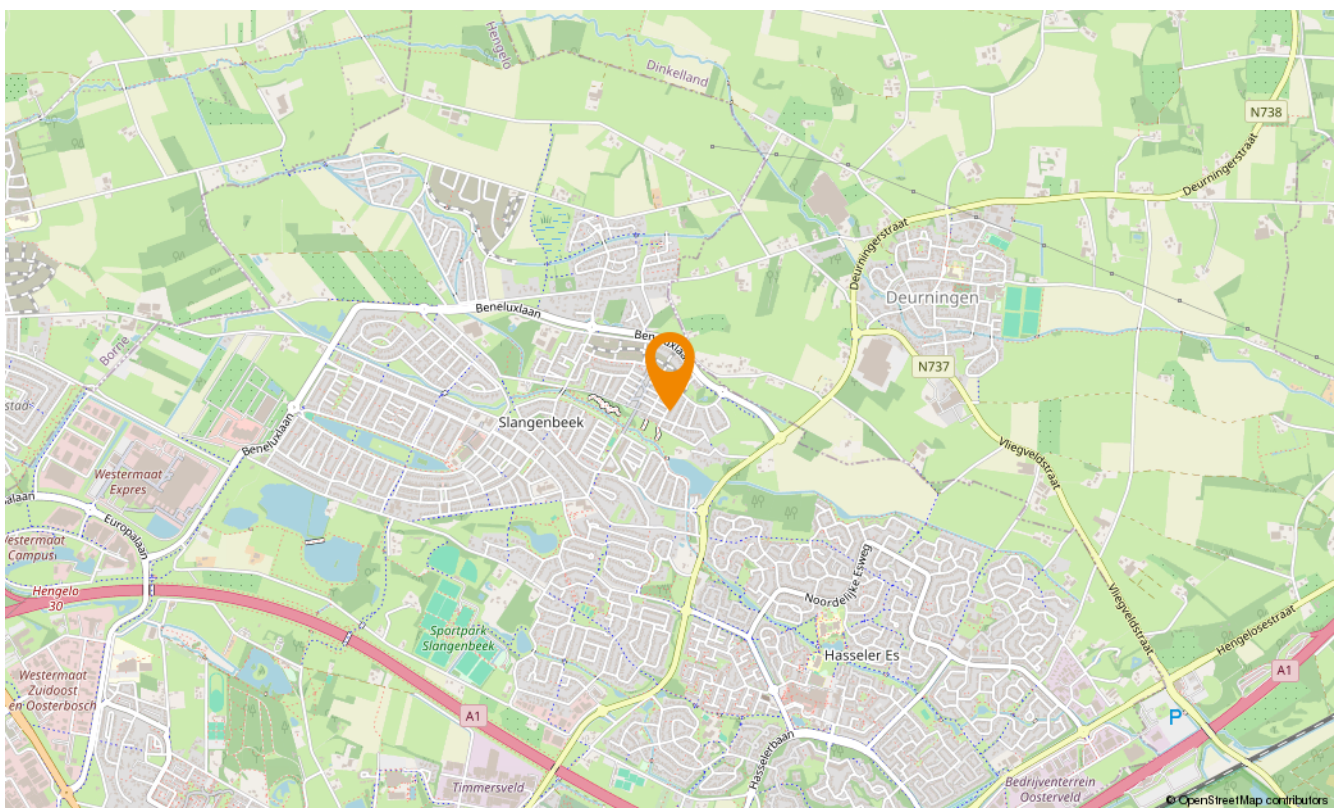 Hengelo
Dinkelland
N738
Deurningerstraat
Deurningerstraat
Deurningen
Beneluxlaan
Beneluxlaan
Borne
N737
Slangenbeek
Beneluxlaan
Vliegveldstraat
Westermaat
Expres
Europalaan
Westermaat
Campus
Noordelijke Esweg
Hengelo
30
Vliegveldstraat
Hengelosestraat
Sportpark
Slangenbeek
Hasseler Es
A1
Westermaat
Zuidoost
en Oosterbosch
A1
P
Hasselerbaan
Timmersveld
Bedrijventerrein
Oosterveld
© OpenStreetMap contributors